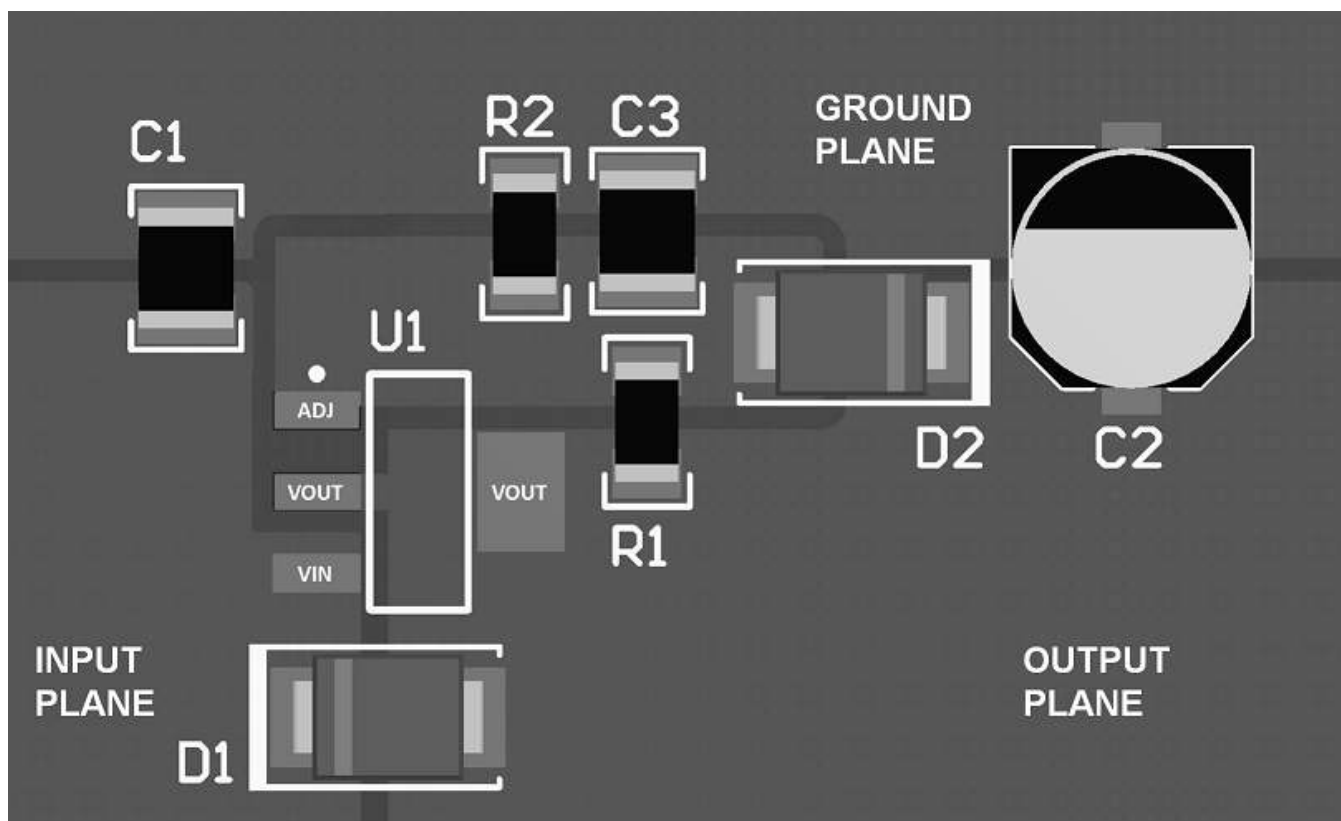 R2
C3
GROUND
PLANE
C1
U1
ADJ
D2
C2
VOUT
VOUT
R1
VIN
INPUT
PLANE
OUTPUT
PLANE
D1